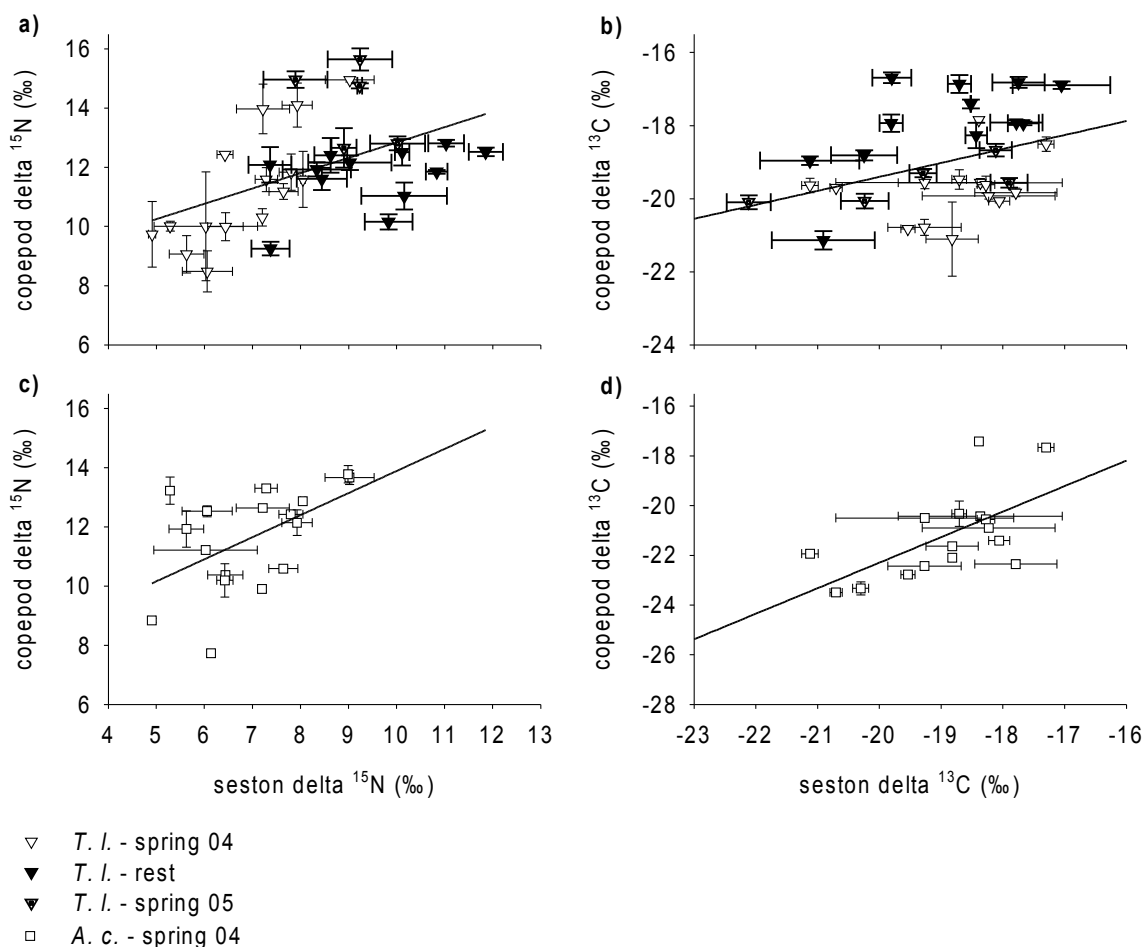 a)
b)
copepod delta ¹⁵N (‰)
16
14
12
10
8
6
copepod delta ¹³C (‰)
-16
-18
-20
-22
-24
c)
d)
copepod delta ¹⁵N (‰)
16
14
12
10
8
6
copepod delta ¹³C (‰)
-16
-18
-20
-22
-24
-26
-28
4 5 6 7 8 9 10 11 12 13
-23 -22 -21 -20 -19 -18 -17 -16
seston delta ¹⁵N (‰)
seston delta ¹³C (‰)
T. l. - spring 04
T. l. - rest
T. l. - spring 05
A. c. - spring 04